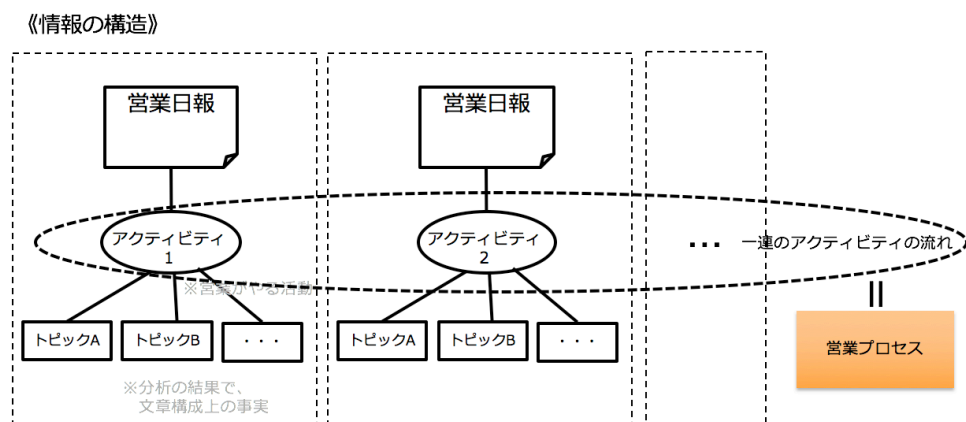 《情報の構造》
営業日報
営業日報
アクティビティ
1
アクティビティ
2
・・・
一連のアクティビティの流れ
※営業がやる活動
トピックA
トピックB
・・・
トピックA
トピックB
・・・
営業プロセス
※分析の結果で、
文章構成上の事実